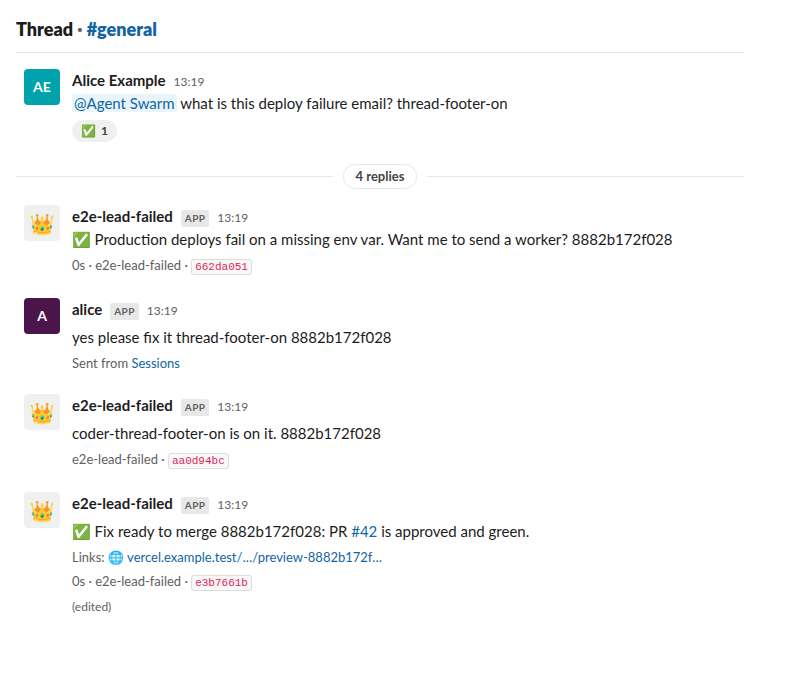 Thread • #general
AE
Alice Example 13:19
@Agent Swarm what is this deploy failure email? thread-footer-on
✅ 1
4 replies
e2e-lead-failed APP 13:19
✅ Production deploys fail on a missing env var. Want me to send a worker? 8882b172f028
0s · e2e-lead-failed · 662da051
A
alice APP 13:19
yes please fix it thread-footer-on 8882b172f028
Sent from Sessions
e2e-lead-failed APP 13:19
coder-thread-footer-on is on it. 8882b172f028
e2e-lead-failed · aa0d94bc
e2e-lead-failed APP 13:19
✅ Fix ready to merge 8882b172f028: PR #42 is approved and green.
Links: 🌐 vercel.example.test/.../preview-8882b172f...
0s · e2e-lead-failed · e3b7661b
(edited)